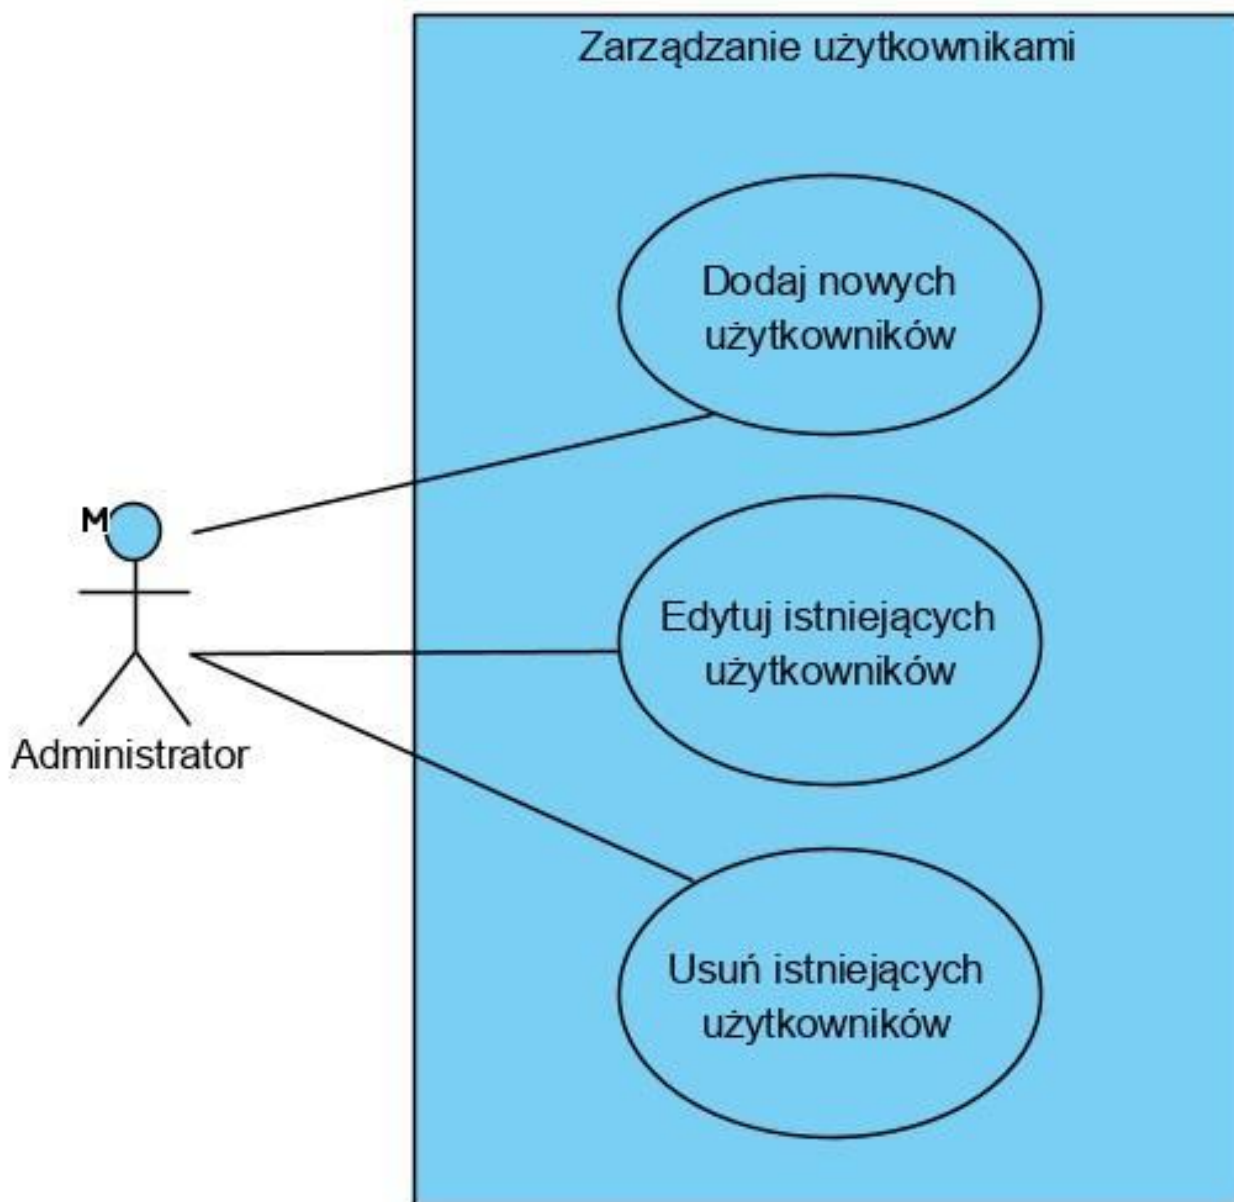 Zarządzanie użytkownikami
Dodaj nowych
użytkowników
M
Edytuj istniejących
użytkowników
Administrator
Usuń istniejących
użytkowników